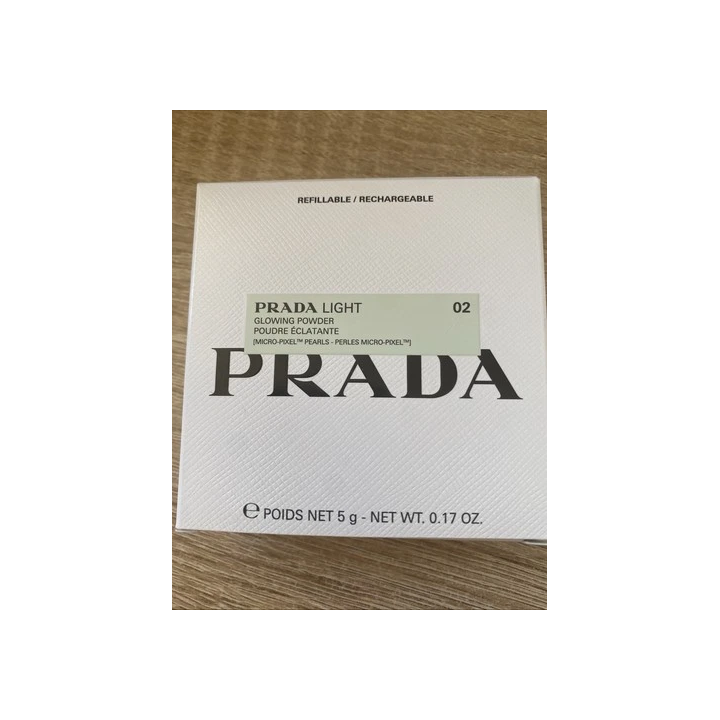 REFILLABLE / RECHARGEABLE
PRADA LIGHT 02
GLOWING POWDER
POUDRE ÉCLATANTE
[MICRO-PIXEL™ PEARLS - PERLES MICRO-PIXEL™]
PRADA
℮ POIDS NET 5 g - NET WT. 0.17 OZ.